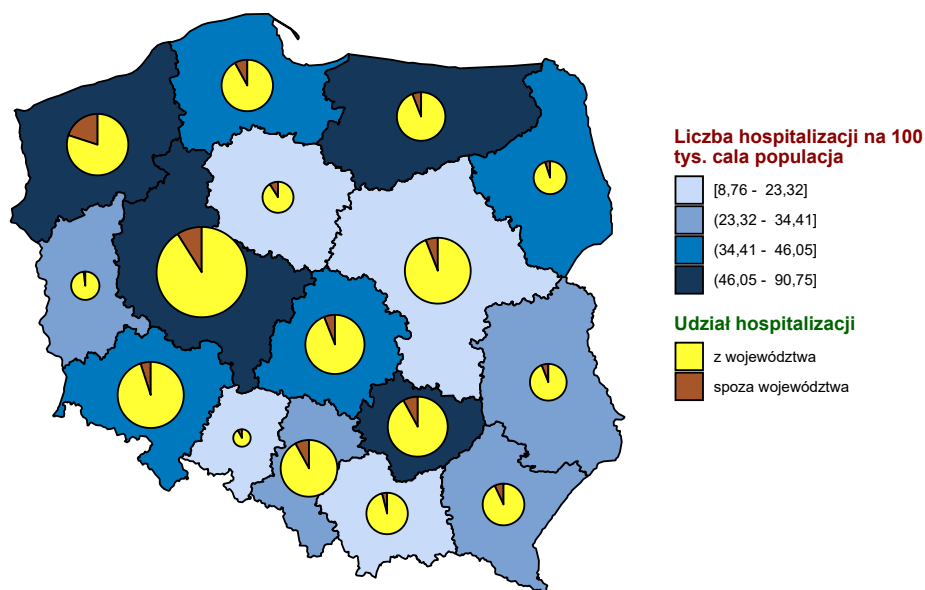 Liczba hospitalizacji na 100
tys. cala populacja
[8,76 - 23,32]
(23,32 - 34,41]
(34,41 - 46,05]
(46,05 - 90,75]
Udział hospitalizacji
z województwa
spoza województwa